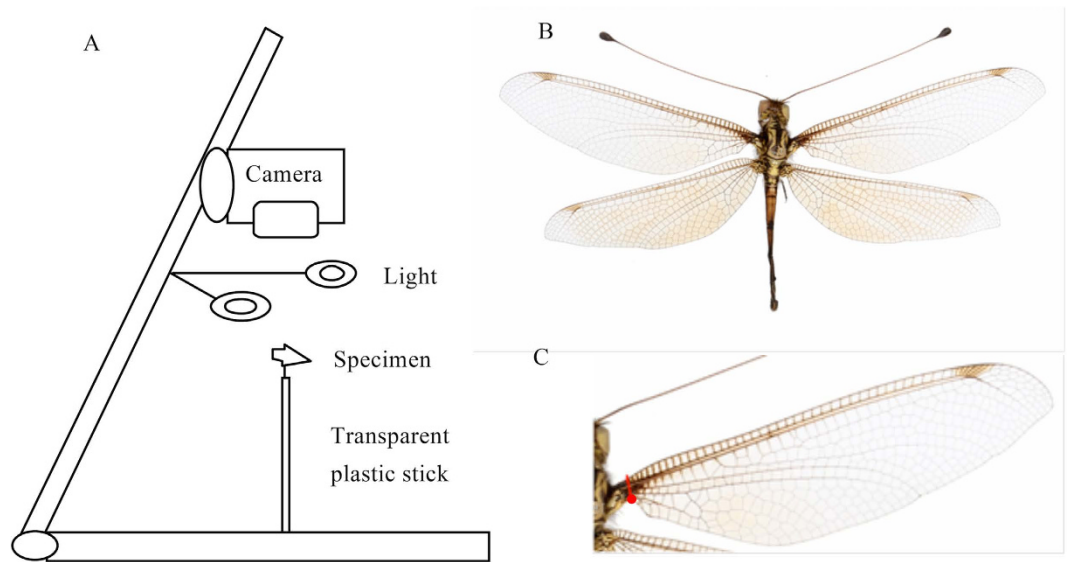 A
Camera
Light
Specimen
Transparent
plastic stick
B
C